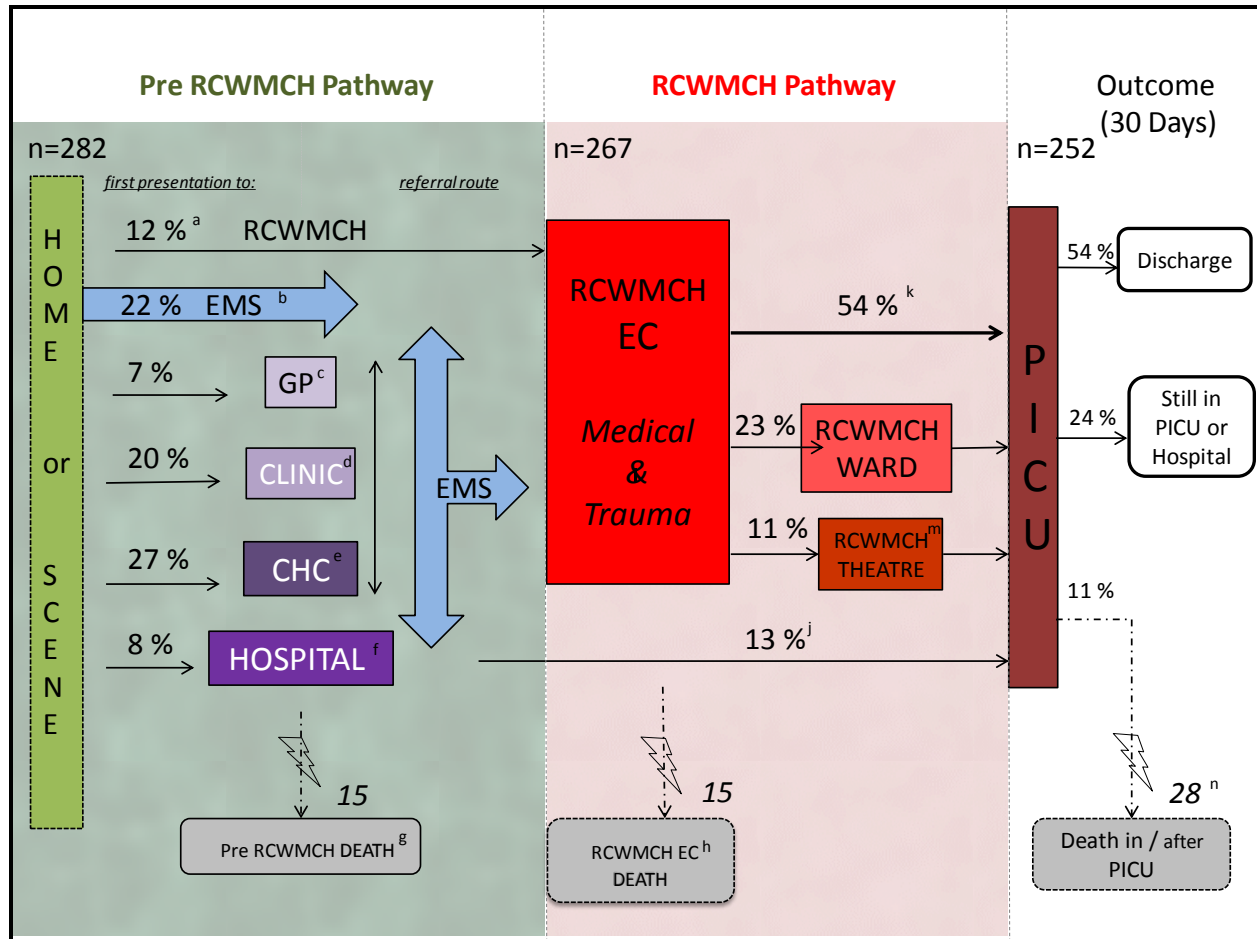 Pre RCWMCH Pathway
RCWMCH Pathway
Outcome
(30 Days)
n=282
n=267
n=252
first presentation to:
referral route
HOME
or
SCENE
12 % a RCWMCH
22 % EMS b
7 %
GP c
20 %
CLINIC d
27 %
CHC e
8 %
HOSPITAL f
EMS
15
Pre RCWMCH DEATH g
RCWMCH
EC
Medical
&
Trauma
54 % k
23 %
RCWMCH
WARD
11 %
RCWMCH m
THEATRE
13 % j
15
RCWMCH EC h
DEATH
PICU
54 %
Discharge
24 %
Still in
PICU or
Hospital
11 %
28 n
Death in / after
PICU